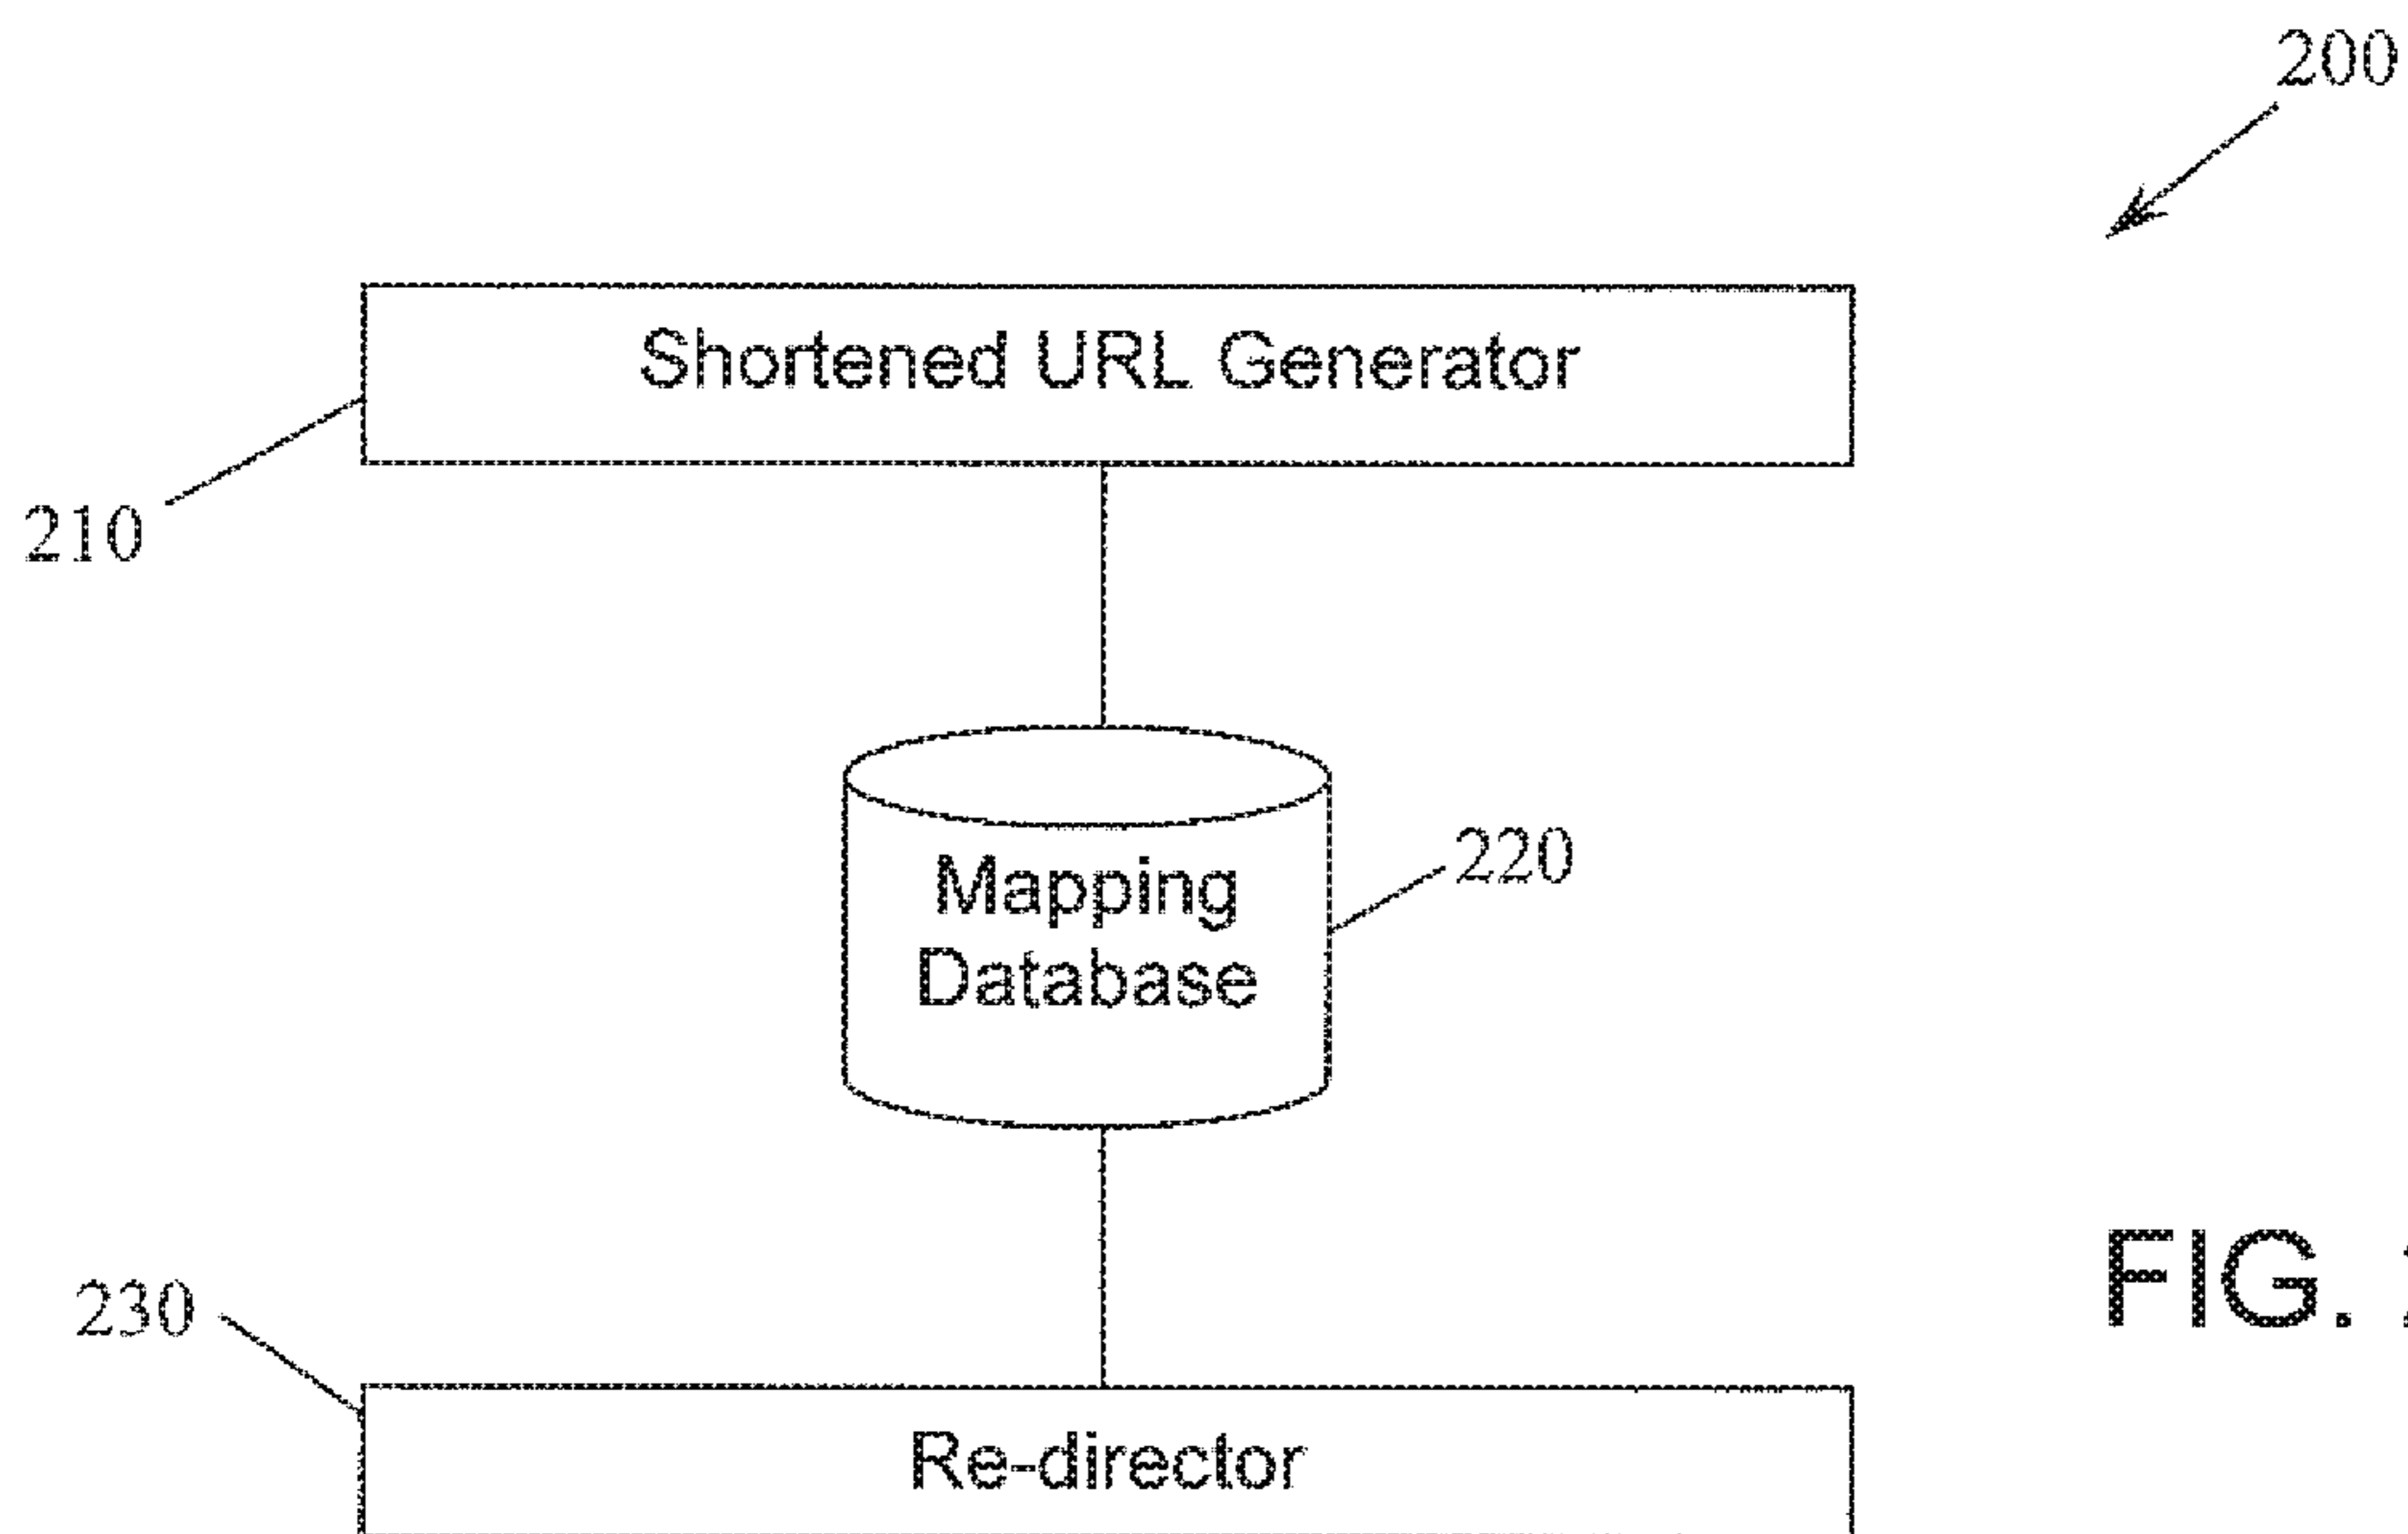 200
Shortened URL Generator
210
Mapping
Database
220
FIG.
230
Re-director